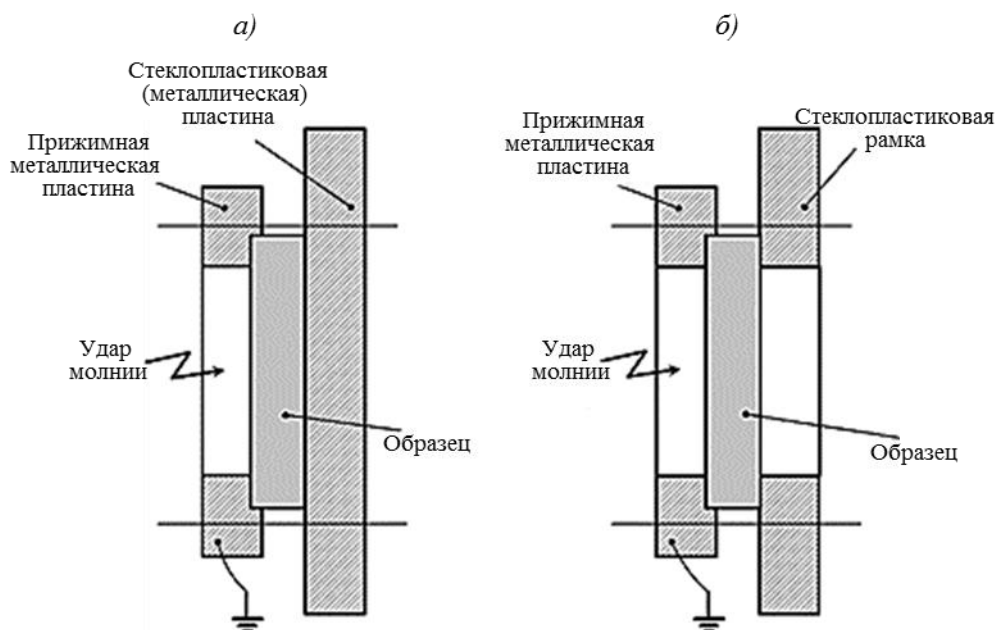 а)
Стеклопластиковая
(металлическая)
пластина
Прижимная
металлическая
пластина
Удар
молнии
Образец
б)
Прижимная
металлическая
пластина
Стеклопластиковая
рамка
Удар
молнии
Образец